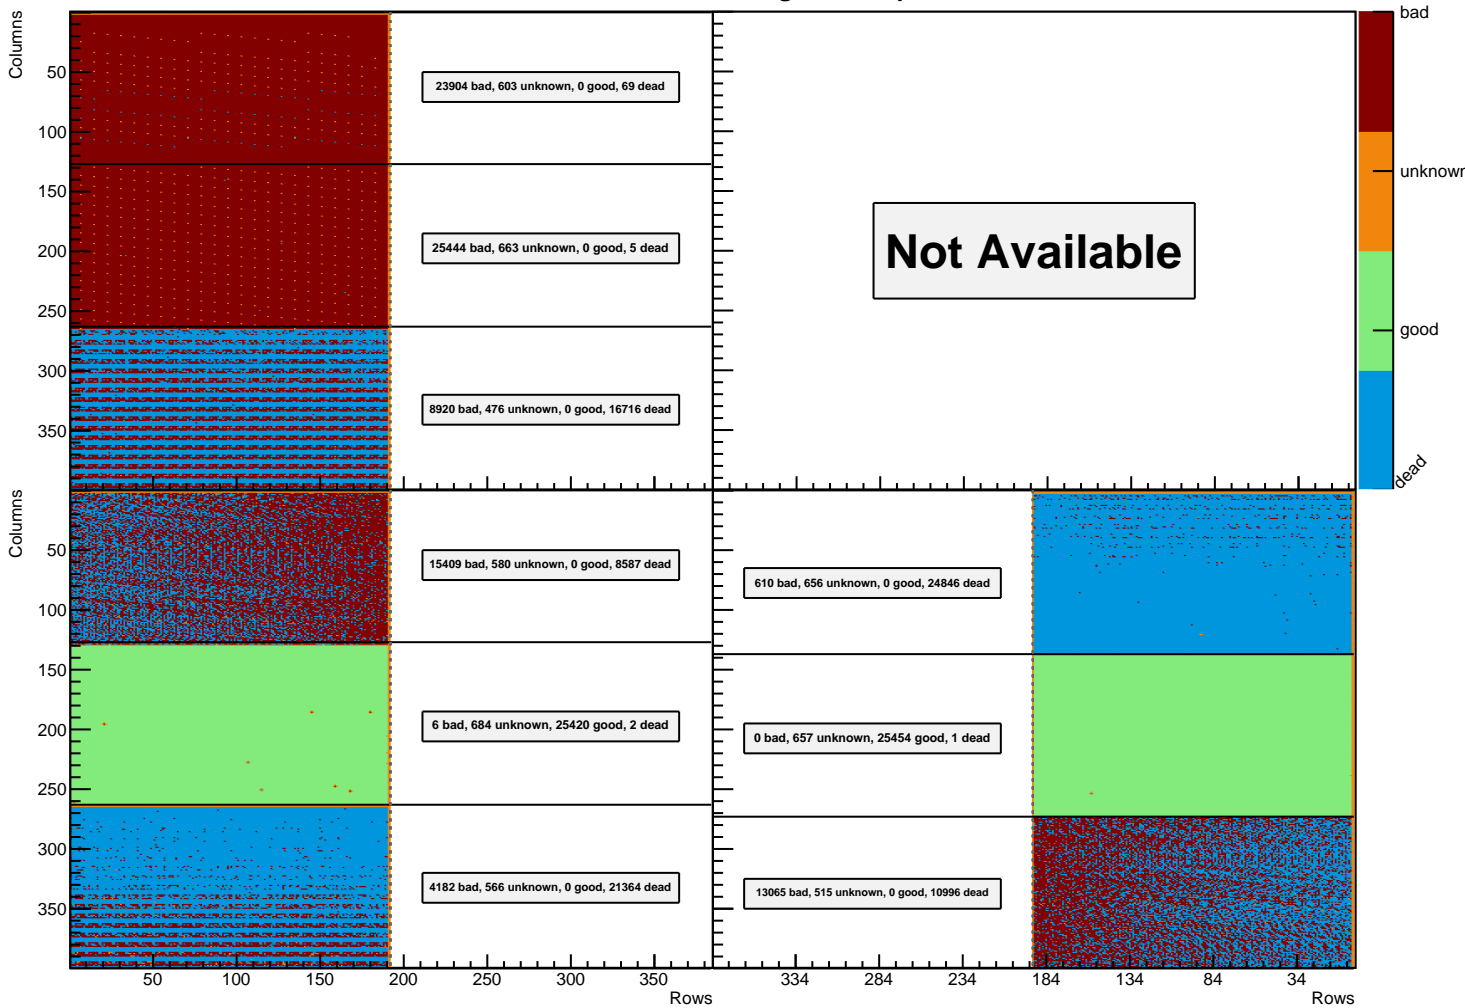 bad
unknown
good
dead
Columns
50
100
150
200
250
300
350
23904 bad, 603 unknown, 0 good, 69 dead
25444 bad, 663 unknown, 0 good, 5 dead
8920 bad, 476 unknown, 0 good, 16716 dead
Not Available
Columns
50
100
150
200
250
300
350
15409 bad, 580 unknown, 0 good, 8587 dead
6 bad, 684 unknown, 25420 good, 2 dead
4182 bad, 566 unknown, 0 good, 21364 dead
610 bad, 656 unknown, 0 good, 24846 dead
0 bad, 657 unknown, 25454 good, 1 dead
13065 bad, 515 unknown, 0 good, 10996 dead
50 100 150 200 250 300 350
Rows
334 284 234 184 134 84 34
Rows